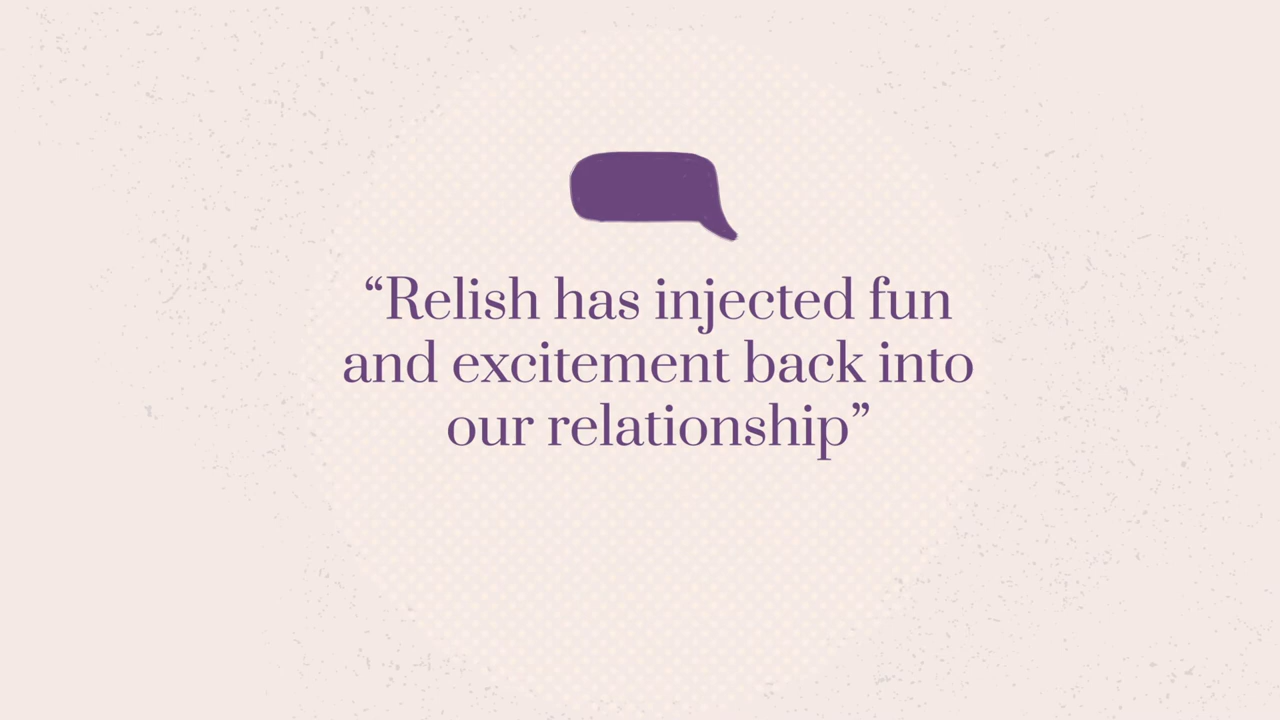 “Relish has injected fun
and excitement back into
our relationship”